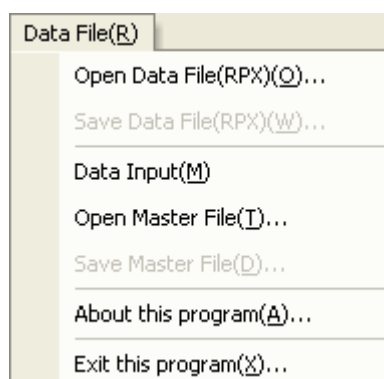 Data File(R)
Open Data File(RPX)(O)...
Save Data File(RPX)(W)...
Data Input(M)
Open Master File(T)...
Save Master File(D)...
About this program(A)...
Exit this program(X)...